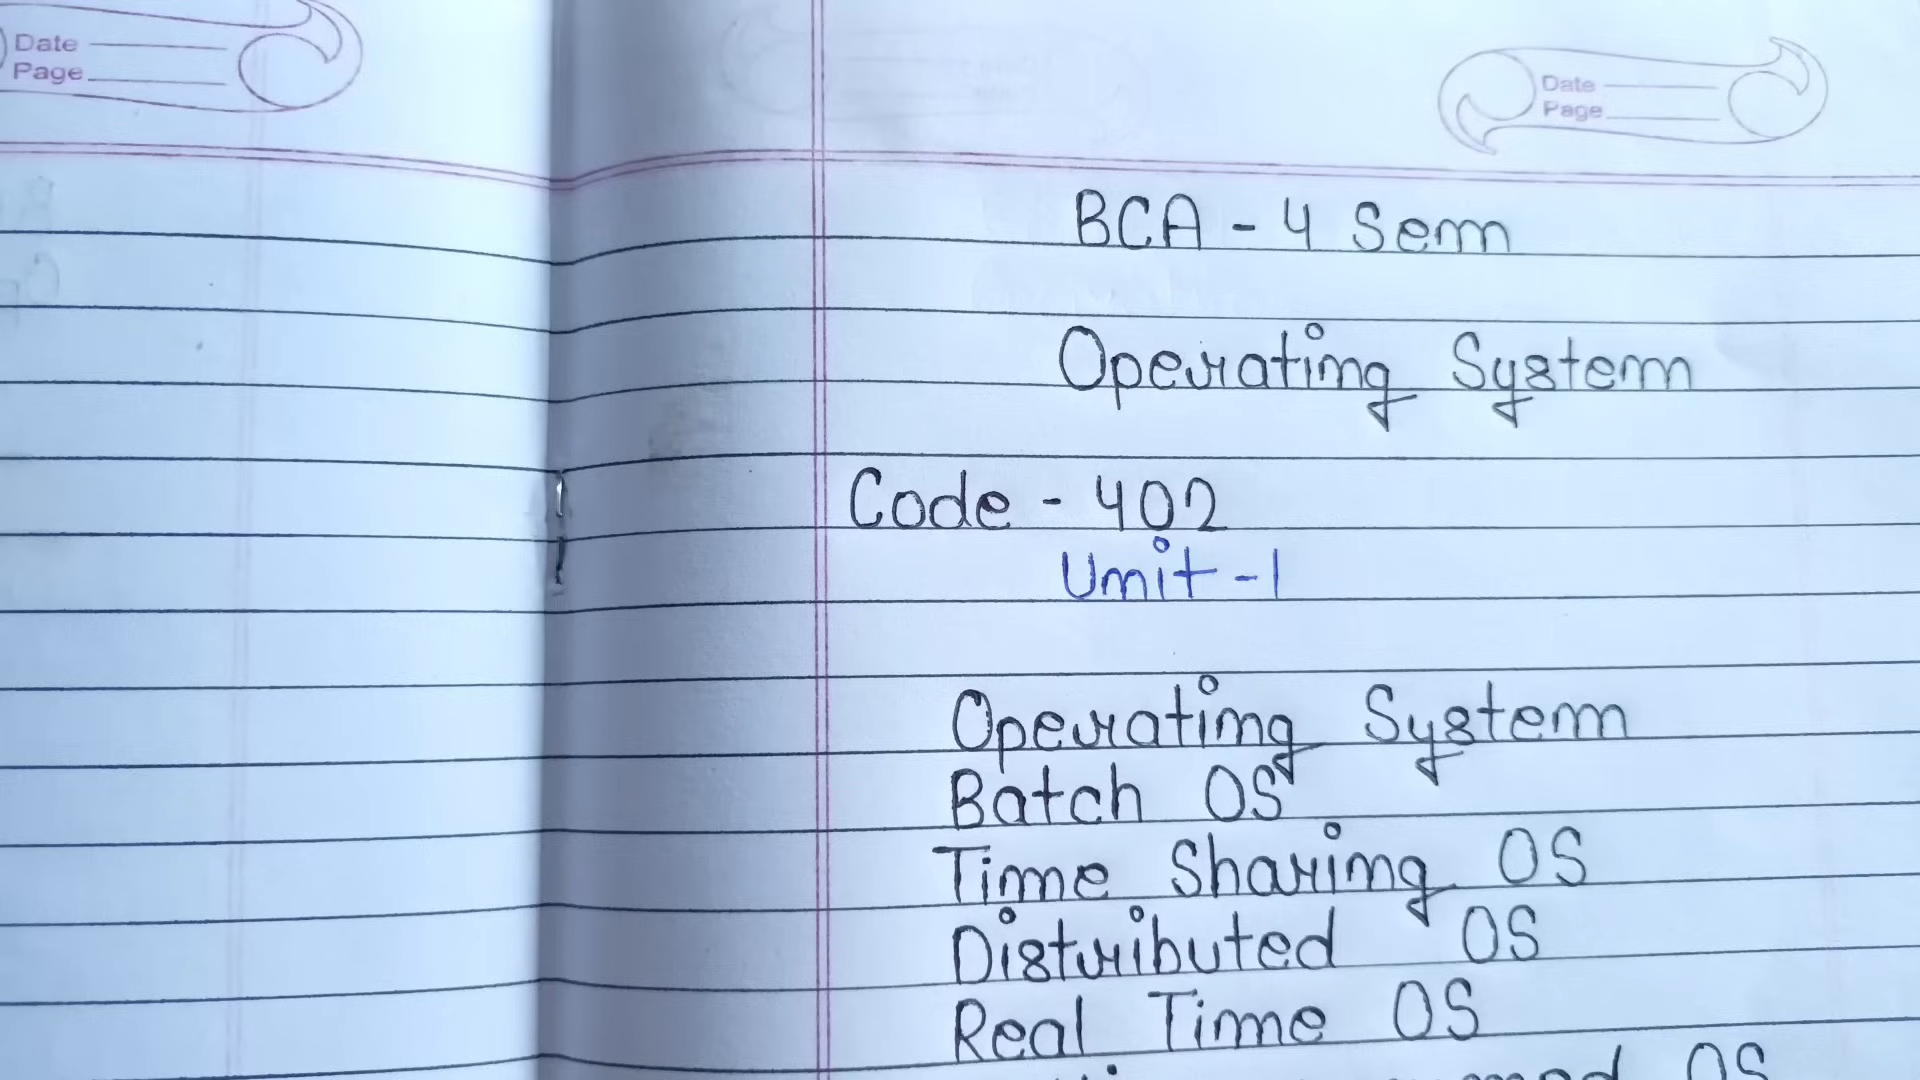 Date
Page
Date
Page
BCA - 4 Sem
Operating System
Code - 402
Unit - 1
Operating System
Batch OS
Time Sharing OS
Distributed OS
Real Time OS
OS